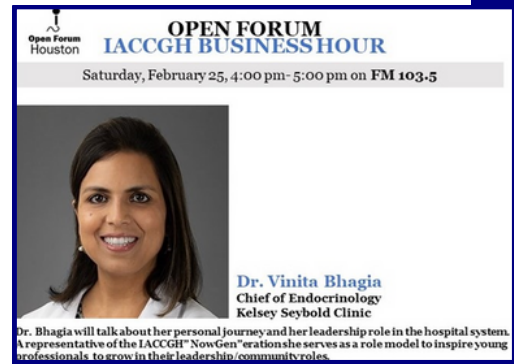 Open Forum
Houston
OPEN FORUM
IACCGH BUSINESS HOUR
Saturday, February 25, 4:00 pm- 5:00 pm on FM 103.5
Dr. Vinita Bhagia
Chief of Endocrinology
Kelsey Seybold Clinic
Dr. Bhagia will talk about her personal journey and her leadership role in the hospital system.
A representative of the IACCGH" NowGen"eration she serves as a role model to inspire young
professionals to grow in their leadership/community roles.